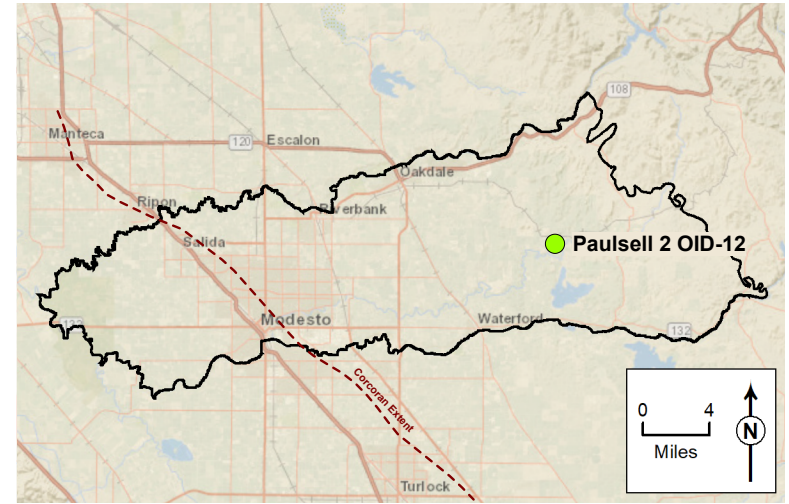 108
Manteca
120
Escalon
Oakdale
Ripon
Riverbank
Salida
Paulsell 2 OID-12
132
Modesto
Waterford
132
Corcoran Extent
0 4
Miles
N
Turlock